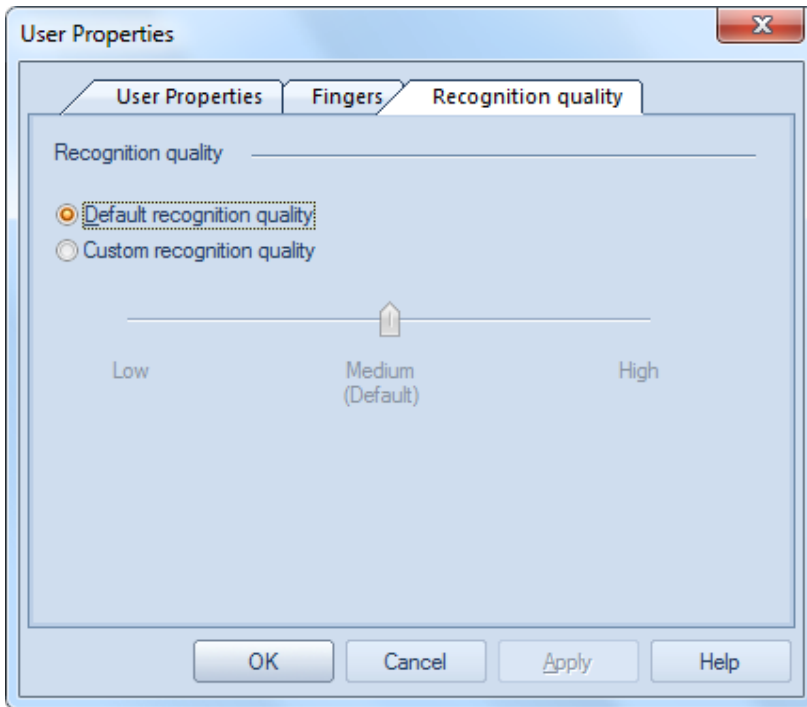 User Properties
User Properties Fingers Recognition quality
Recognition quality
Default recognition quality
Custom recognition quality
Low Medium High
(Default)
OK Cancel Apply Help